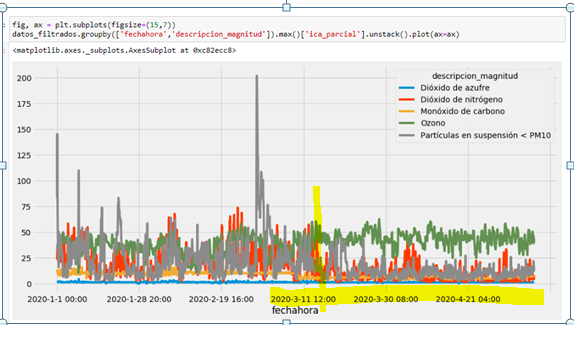 fig, ax = plt.subplots(figsize=(15,7))
datos_filtrados.groupby(['fechahora','descripcion_magnitud']).max()['ica_parcial'].unstack().plot(ax=ax)
<matplotlib.axes._subplots.AxesSubplot at 0xc82ecc8>
descripcion_magnitud
Dióxido de azufre
Dióxido de nitrógeno
Monóxido de carbono
Ozono
Partículas en suspensión < PM10
200
175
150
125
100
75
50
25
0
2020-1-1 00:00 2020-1-28 20:00 2020-2-19 16:00 2020-3-11 12:00 2020-3-30 08:00 2020-4-21 04:00
fechahora